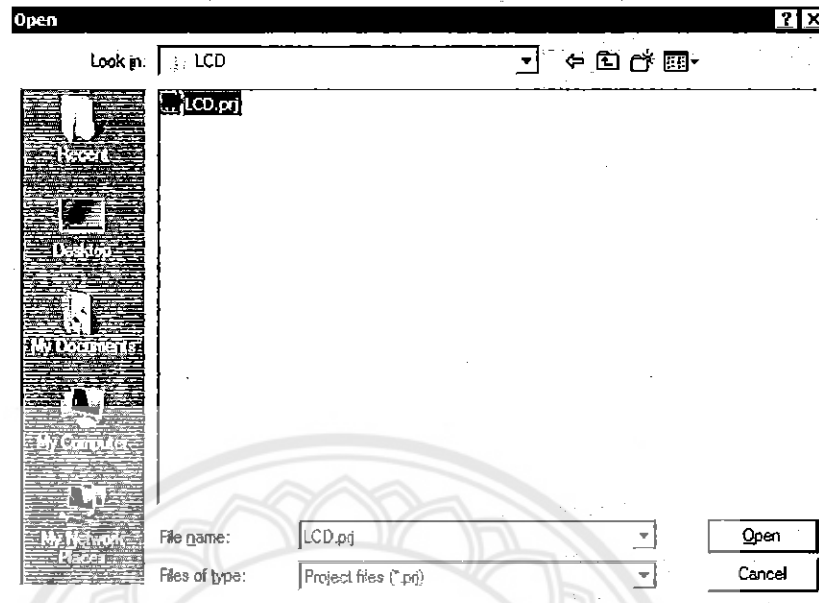 Open
Look in: LCD
LCD.prj
Recent
Desktop
My Documents
My Computer
My Network
Places
File name: LCD.prj Open
Files of type: Project files (*.prj) Cancel